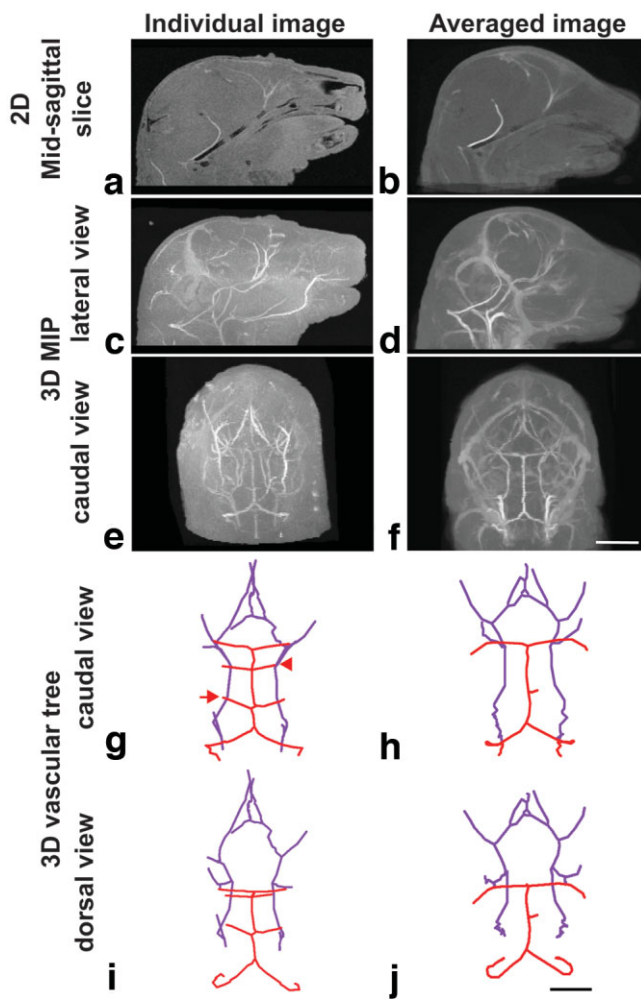 Individual image
Averaged image
2D
Mid-sagittal
slice
a
b
3D MIP
lateral view
c
d
caudal view
e
f
3D vascular tree
caudal view
g
h
dorsal view
i
j